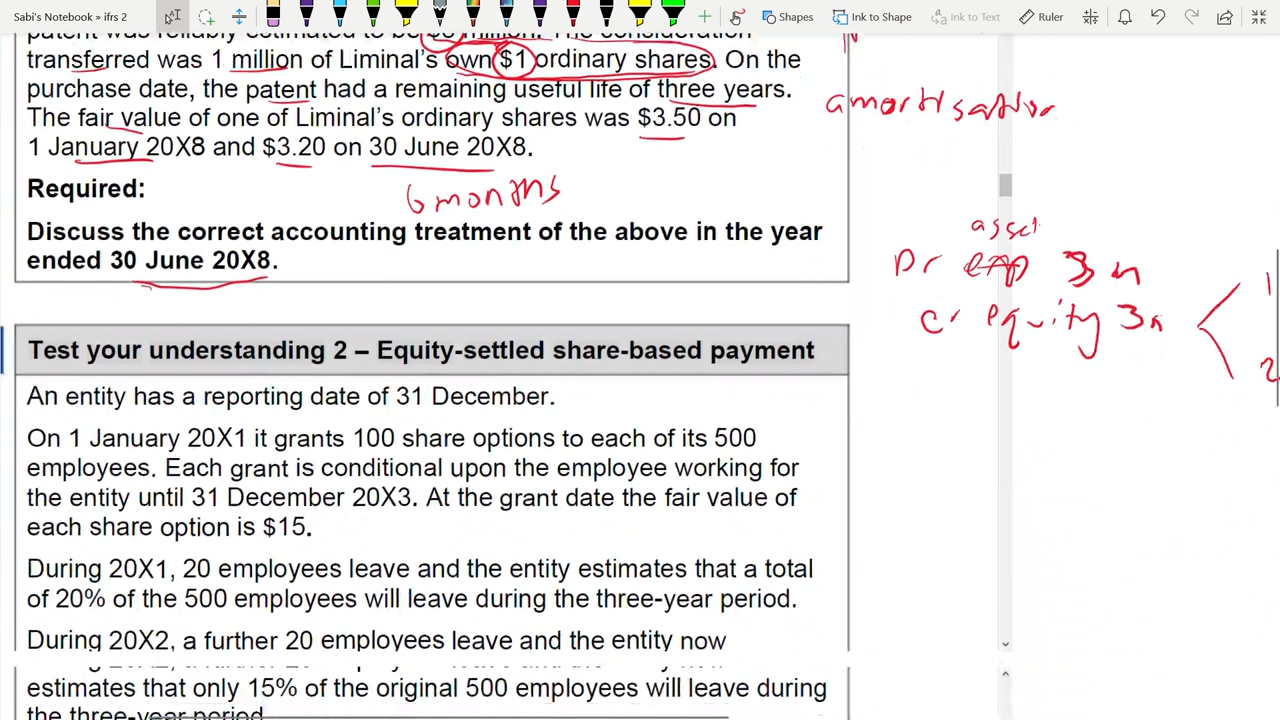 Sabi's Notebook » ifrs 2
Shapes
Ink to Shape
Ink to Text
Ruler
transferred was 1 million of Liminal's own $1 ordinary shares. On the
purchase date, the patent had a remaining useful life of three years.
The fair value of one of Liminal's ordinary shares was $3.50 on
1 January 20X8 and $3.20 on 30 June 20X8.
amortisation
Required:
6 months
Discuss the correct accounting treatment of the above in the year
ended 30 June 20X8.
asset
Dr exp 3 m
Cr equity 3m
1
2
Test your understanding 2 – Equity-settled share-based payment
An entity has a reporting date of 31 December.
On 1 January 20X1 it grants 100 share options to each of its 500
employees. Each grant is conditional upon the employee working for
the entity until 31 December 20X3. At the grant date the fair value of
each share option is $15.
During 20X1, 20 employees leave and the entity estimates that a total
of 20% of the 500 employees will leave during the three-year period.
During 20X2, a further 20 employees leave and the entity now
estimates that only 15% of the original 500 employees will leave during
the three-year period